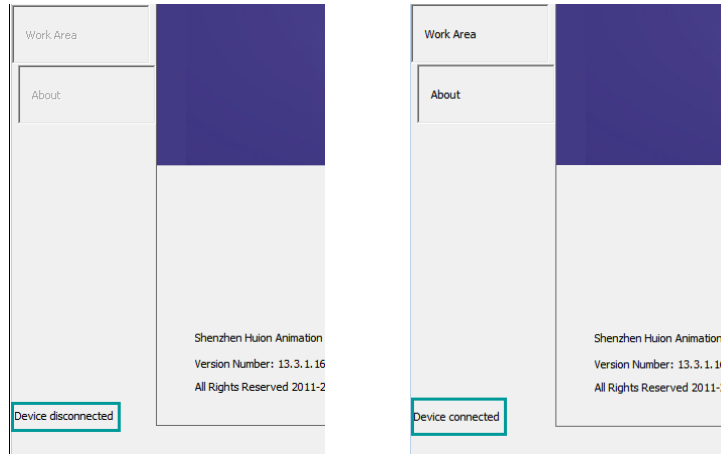 Work Area
About
Shenzhen Huion Animation
Version Number: 13.3.1.16
All Rights Reserved 2011-2
Device disconnected
Work Area
About
Shenzhen Huion Animation
Version Number: 13.3.1.16
All Rights Reserved 2011-
Device connected